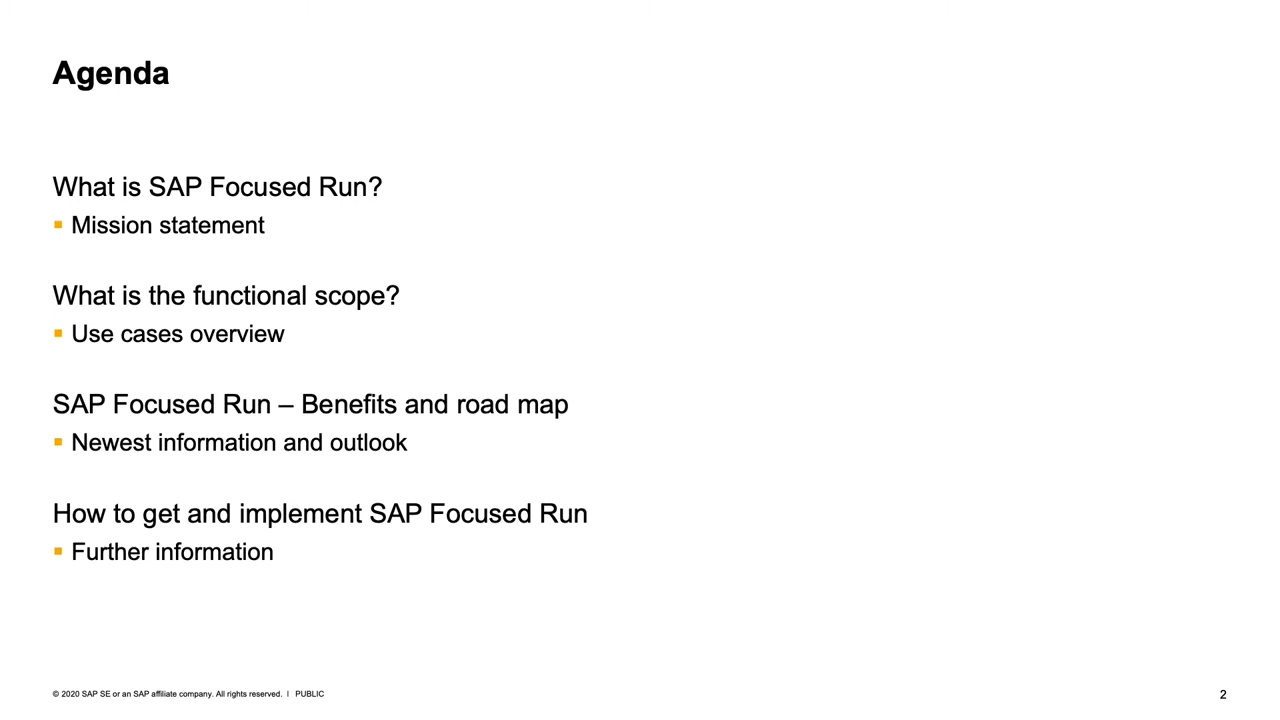 Agenda
What is SAP Focused Run?
▪ Mission statement
What is the functional scope?
▪ Use cases overview
SAP Focused Run – Benefits and road map
▪ Newest information and outlook
How to get and implement SAP Focused Run
▪ Further information
© 2020 SAP SE or an SAP affiliate company. All rights reserved. ǀ PUBLIC
2